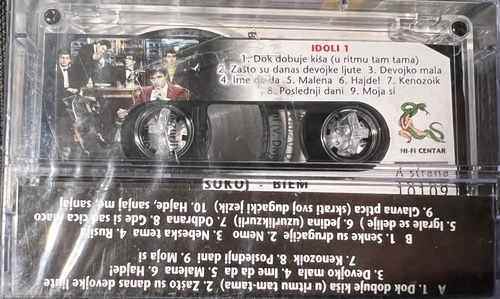 IDOLI 1
1. Dok dobuje kiša (u ritmu tam tama)
2. Zašto su danas devojke ljute 3. Devojko mala
4. Ime da da 5. Malena 6. Hajde! 7. Kenozoik
8. Poslednji dani 9. Moja si
HI-FI CENTAR
A strana
SOKOJ - BIEM
A 1. Dok dobuje kiša (u ritmu tam-tama) 2. Zašto su danas devojke ljute
3. Devojko mala 4. Ime da da 5. Malena 6. Hajde!
7. Kenozoik 8. Poslednji dani 9. Moja si
B 1. Senke su drugačije 2. Nemo 3. Nebeska tema 4. Rusija
5. Igrale se delije 6. Jedina (uzurlikzurli) 7. Odbrana 8. Gde si sad ćica maco
9. Glavna ptica (skrati svoj dugački jezik) 10. Hajde, sanjaj, sanjaj, mo